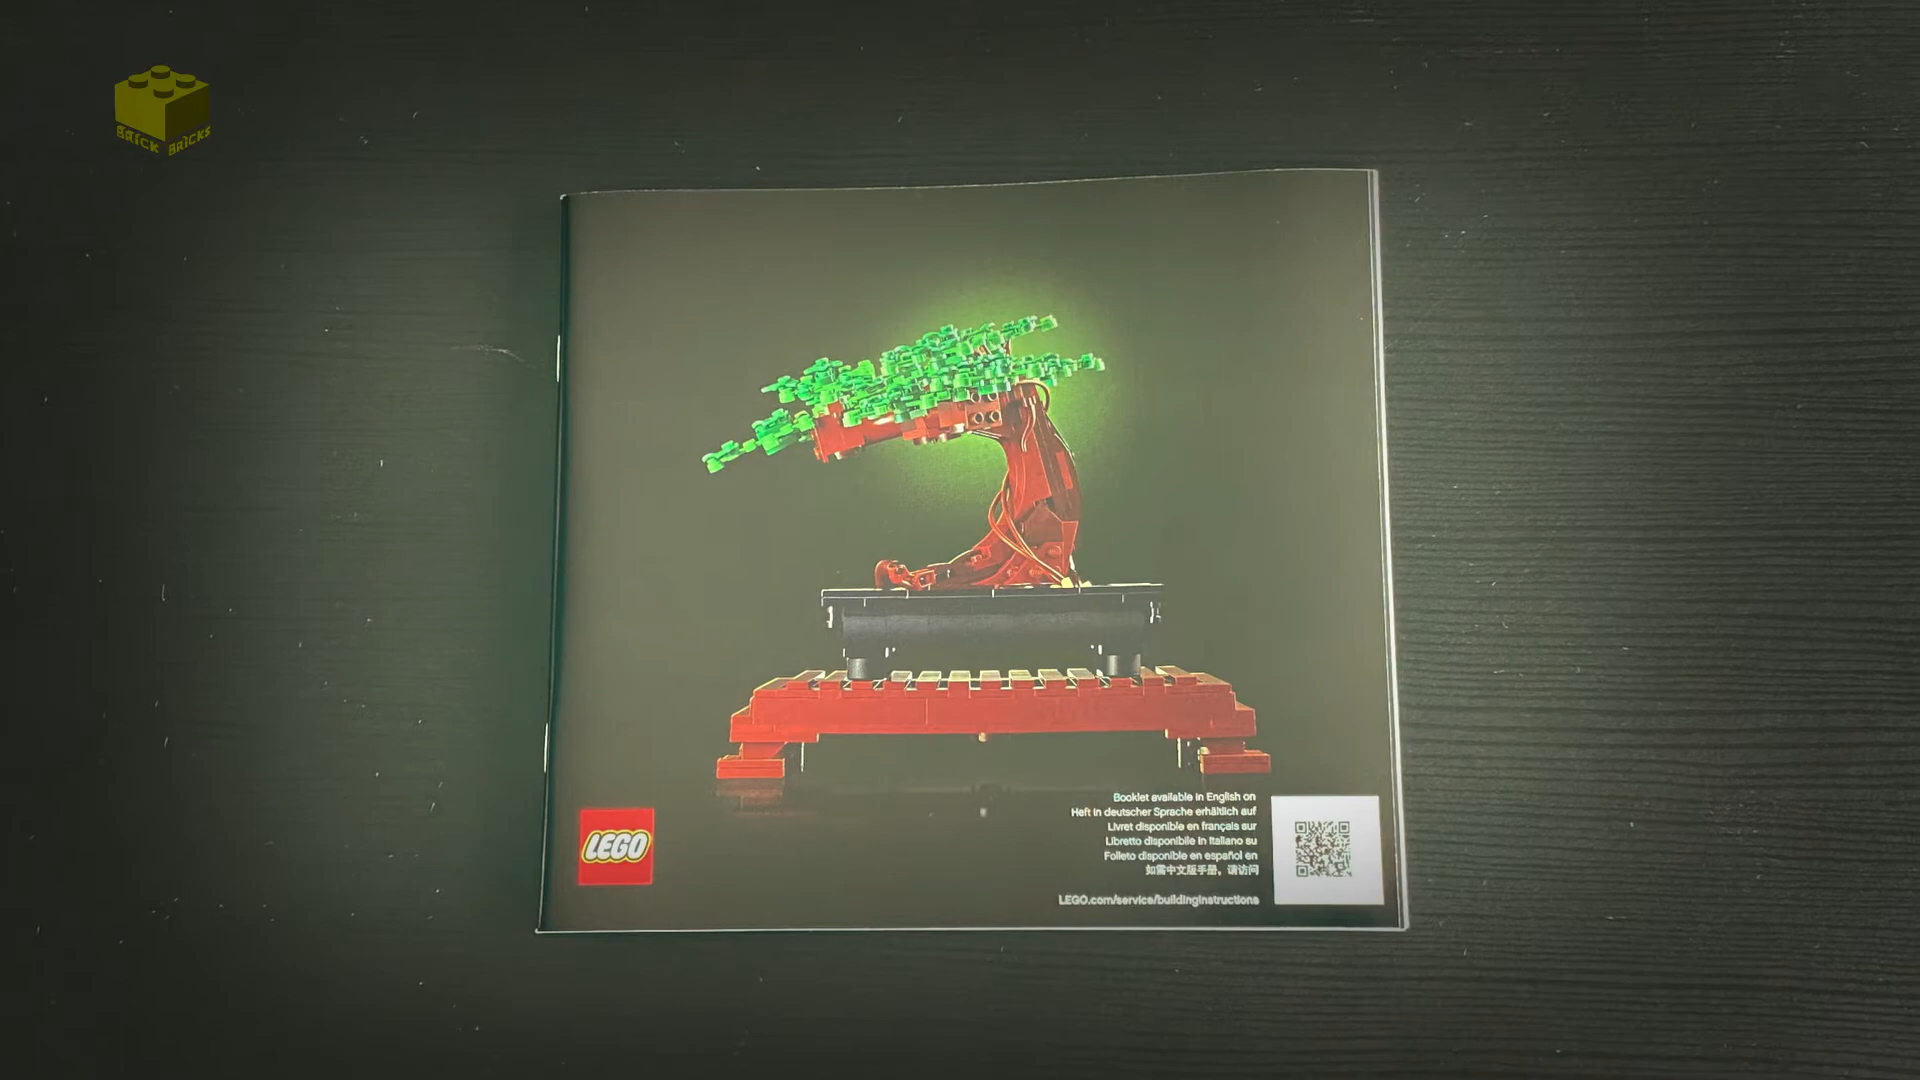 BRICK BRICKS
Booklet available in English on
Heft in deutscher Sprache erhältlich auf
Livret disponible en français sur
Libretto disponibile in italiano su
Folleto disponible en español en
如需中文版手册，请访问
LEGO.com/service/buildinginstructions
LEGO